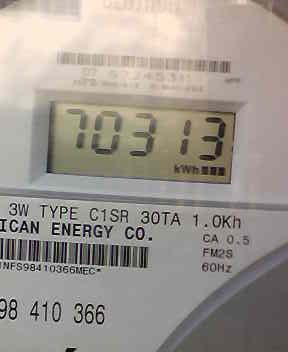 70313
kWh
3W TYPE C1SR 30TA 1.0Kh
ICAN ENERGY CO.
CA 0.5
FM2S
60Hz
NFS98410366MEC*
98 410 366